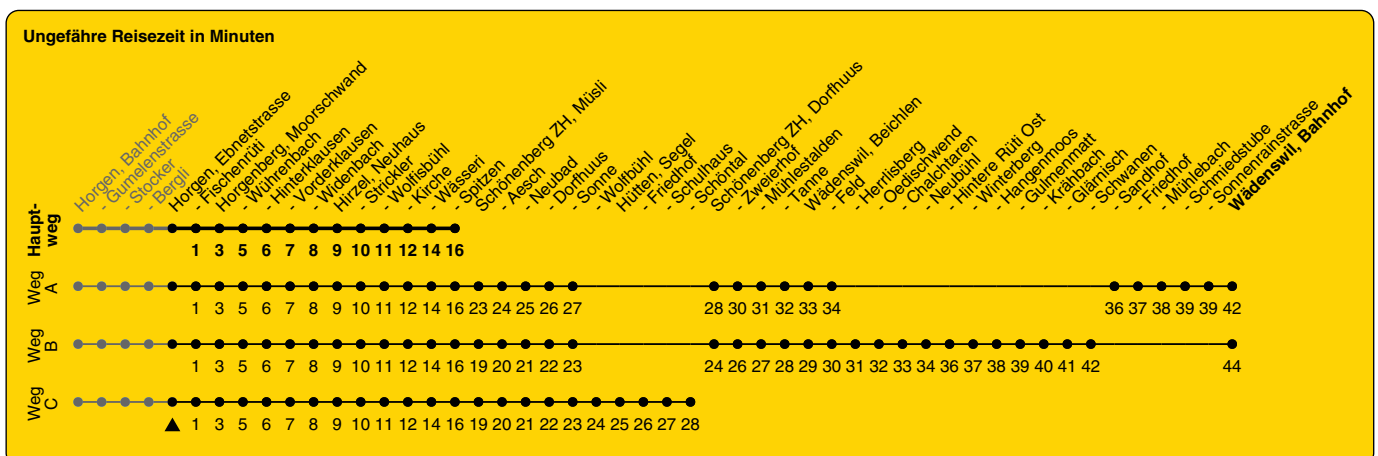 Ungefähre Reisezeit in Minuten
Horgen, Bahnhof
- Gumelenstrasse
- Stocker
- Bergli
Horgen, Ebnetstrasse
- Fischenrüti
Horgenberg, Moorschwand
- Wührenbach
- Hinterklausen
- Vorderklausen
- Widenbach
Hirzel, Neuhaus
- Strickler
- Wolfisbühl
- Kirche
- Wässeri
- Spitzen
Schönenberg ZH, Müsli
- Aesch
- Neubad
- Dorfhuus
- Sonne
- Wolfbühl
Hütten, Segel
- Friedhof
- Schulhaus
- Schöntal
Schönenberg ZH, Dorfhuus
- Zweierhof
- Mühlestalden
- Tanne
Wädenswil, Beichlen
- Feld
- Herrlisberg
- Oedischwend
- Chalchtaren
- Neubühl
- Hintere Rüti Ost
- Winterberg
- Hangenmoos
- Gulmenmatt
- Krähbach
- Glärnisch
- Schwanen
- Sandhof
- Friedhof
- Mühlebach
- Schmiedstube
- Sonnenrainstrasse
Wädenswil, Bahnhof
Haupt-
weg
1 3 5 6 7 8 9 10 11 12 14 16
Weg
A
1 3 5 6 7 8 9 10 11 12 14 16 23 24 25 26 27 28 30 31 32 33 34 36 37 38 39 39 42
Weg
B
1 3 5 6 7 8 9 10 11 12 14 16 19 20 21 22 23 24 26 27 28 29 30 31 32 33 34 36 37 38 39 40 41 42 44
Weg
C
1 3 5 6 7 8 9 10 11 12 14 16 19 20 21 22 23 24 25 26 27 28